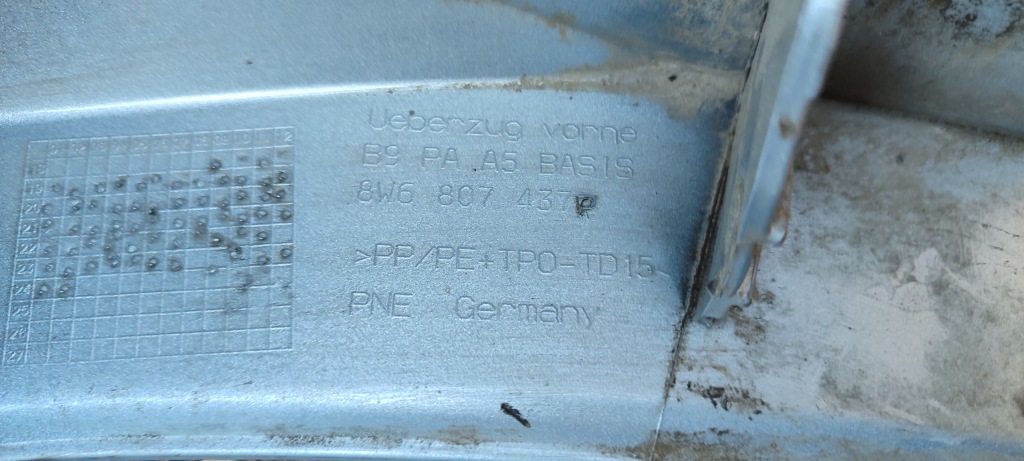 Ueberzug vorne
B9 PA A5 BASIS
8W6 807 437
>PP/PE+TPO-TD15
PNE Germany